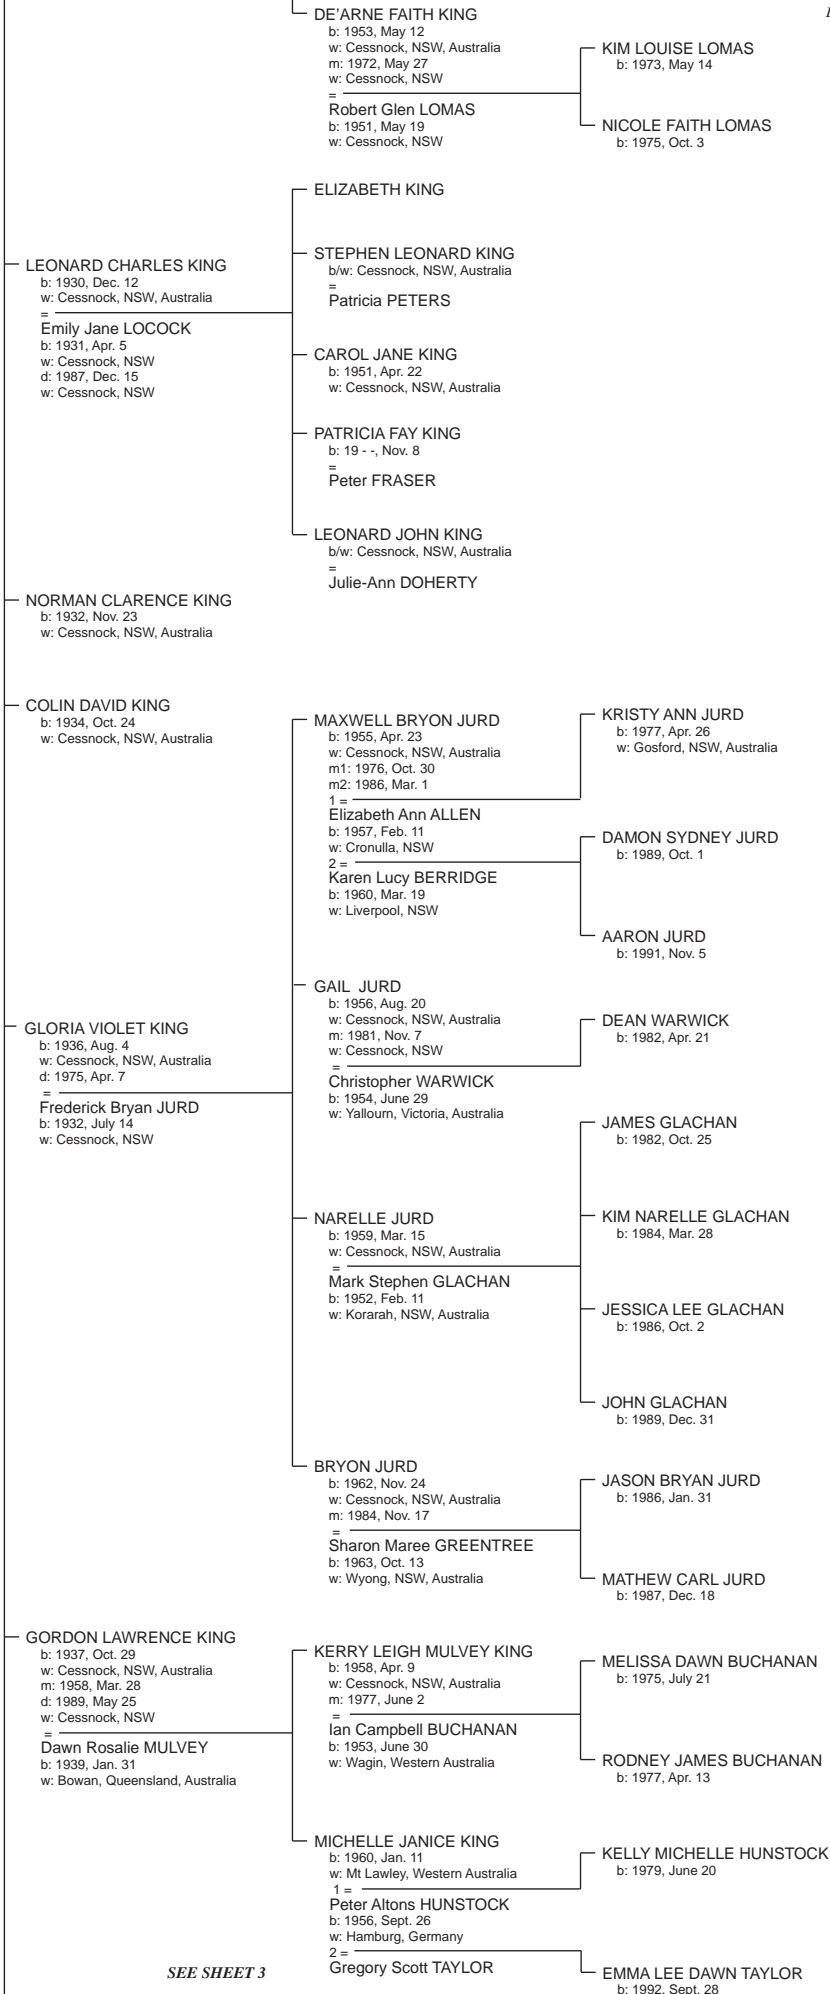 DE'ARNE FAITH KING
b: 1953, May 12
w: Cessnock, NSW, Australia
m: 1972, May 27
w: Cessnock, NSW
=
Robert Glen LOMAS
b: 1951, May 19
w: Cessnock, NSW
KIM LOUISE LOMAS
b: 1973, May 14
NICOLE FAITH LOMAS
b: 1975, Oct. 3
LEONARD CHARLES KING
b: 1930, Dec. 12
w: Cessnock, NSW, Australia
=
Emily Jane LOCOCK
b: 1931, Apr. 5
w: Cessnock, NSW
d: 1987, Dec. 15
w: Cessnock, NSW
ELIZABETH KING
STEPHEN LEONARD KING
b/w: Cessnock, NSW, Australia
=
Patricia PETERS
CAROL JANE KING
b: 1951, Apr. 22
w: Cessnock, NSW, Australia
PATRICIA FAY KING
b: 19 - -, Nov. 8
=
Peter FRASER
LEONARD JOHN KING
b/w: Cessnock, NSW, Australia
=
Julie-Ann DOHERTY
NORMAN CLARENCE KING
b: 1932, Nov. 23
w: Cessnock, NSW, Australia
COLIN DAVID KING
b: 1934, Oct. 24
w: Cessnock, NSW, Australia
GLORIA VIOLET KING
b: 1936, Aug. 4
w: Cessnock, NSW, Australia
d: 1975, Apr. 7
=
Frederick Bryan JURD
b: 1932, July 14
w: Cessnock, NSW
MAXWELL BRYON JURD
b: 1955, Apr. 23
w: Cessnock, NSW, Australia
m1: 1976, Oct. 30
m2: 1986, Mar. 1
1 =
Elizabeth Ann ALLEN
b: 1957, Feb. 11
w: Cronulla, NSW
2 =
Karen Lucy BERRIDGE
b: 1960, Mar. 19
w: Liverpool, NSW
KRISTY ANN JURD
b: 1977, Apr. 26
w: Gosford, NSW, Australia
DAMON SYDNEY JURD
b: 1989, Oct. 1
AARON JURD
b: 1991, Nov. 5
GAIL JURD
b: 1956, Aug. 20
w: Cessnock, NSW, Australia
m: 1981, Nov. 7
w: Cessnock, NSW
=
Christopher WARWICK
b: 1954, June 29
w: Yallourn, Victoria, Australia
DEAN WARWICK
b: 1982, Apr. 21
NARELLE JURD
b: 1959, Mar. 15
w: Cessnock, NSW, Australia
=
Mark Stephen GLACHAN
b: 1952, Feb. 11
w: Korarah, NSW, Australia
JAMES GLACHAN
b: 1982, Oct. 25
KIM NARELLE GLACHAN
b: 1984, Mar. 28
JESSICA LEE GLACHAN
b: 1986, Oct. 2
JOHN GLACHAN
b: 1989, Dec. 31
BRYON JURD
b: 1962, Nov. 24
w: Cessnock, NSW, Australia
m: 1984, Nov. 17
=
Sharon Maree GREENTREE
b: 1963, Oct. 13
w: Wyong, NSW, Australia
JASON BRYAN JURD
b: 1986, Jan. 31
MATHEW CARL JURD
b: 1987, Dec. 18
GORDON LAWRENCE KING
b: 1937, Oct. 29
w: Cessnock, NSW, Australia
m: 1958, Mar. 28
d: 1989, May 25
w: Cessnock, NSW
=
Dawn Rosalie MULVEY
b: 1939, Jan. 31
w: Bowan, Queensland, Australia
KERRY LEIGH MULVEY KING
b: 1958, Apr. 9
w: Cessnock, NSW, Australia
m: 1977, June 2
=
Ian Campbell BUCHANAN
b: 1953, June 30
w: Wagin, Western Australia
MELISSA DAWN BUCHANAN
b: 1975, July 21
RODNEY JAMES BUCHANAN
b: 1977, Apr. 13
MICHELLE JANICE KING
b: 1960, Jan. 11
w: Mt Lawley, Western Australia
1 =
Peter Altons HUNSTOCK
b: 1956, Sept. 26
w: Hamburg, Germany
2 =
Gregory Scott TAYLOR
KELLY MICHELLE HUNSTOCK
b: 1979, June 20
EMMA LEE DAWN TAYLOR
b: 1992, Sept. 28
SEE SHEET 3